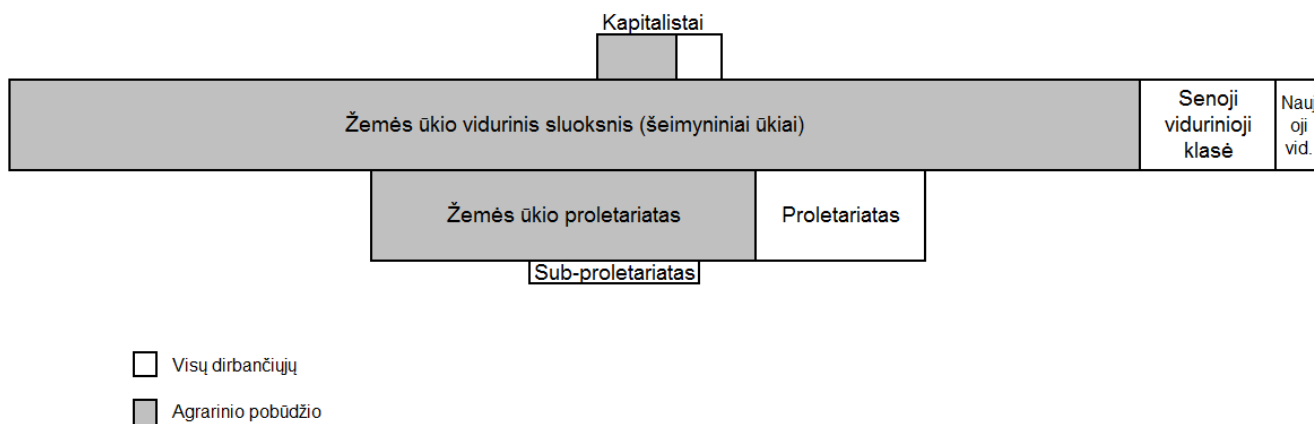 Kapitalistai
Žemės ūkio vidurinis sluoksnis (šeimyniniai ūkiai)
Senoji
vidurinioji
klasė
Nauj
oji
vid.
Žemės ūkio proletariatas
Proletariatas
Sub-proletariatas
Visų dirbančiųjų
Agrarinio pobūdžio